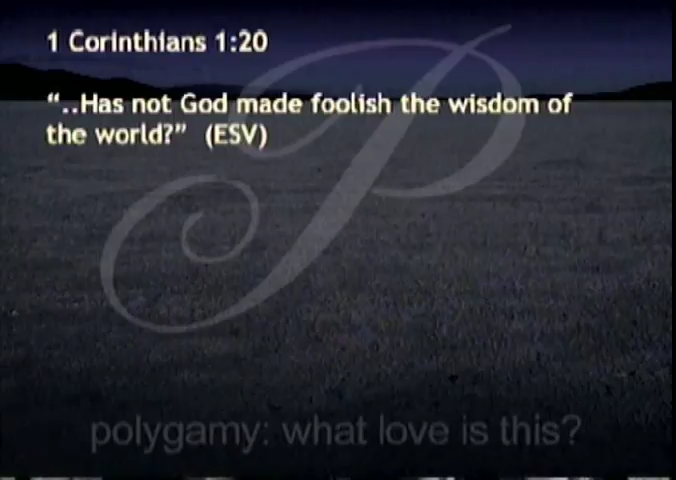 1 Corinthians 1:20
“..Has not God made foolish the wisdom of
the world?” (ESV)
P
polygamy: what love is this?